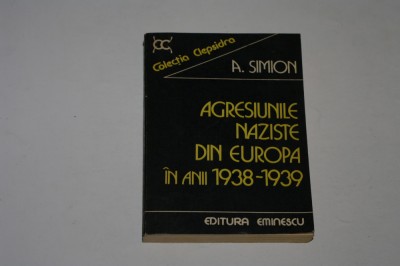 Colecția Clepsidra
A. SIMION
AGRESIUNILE
NAZISTE
DIN EUROPA
ÎN ANII 1938-1939
EDITURA EMINESCU